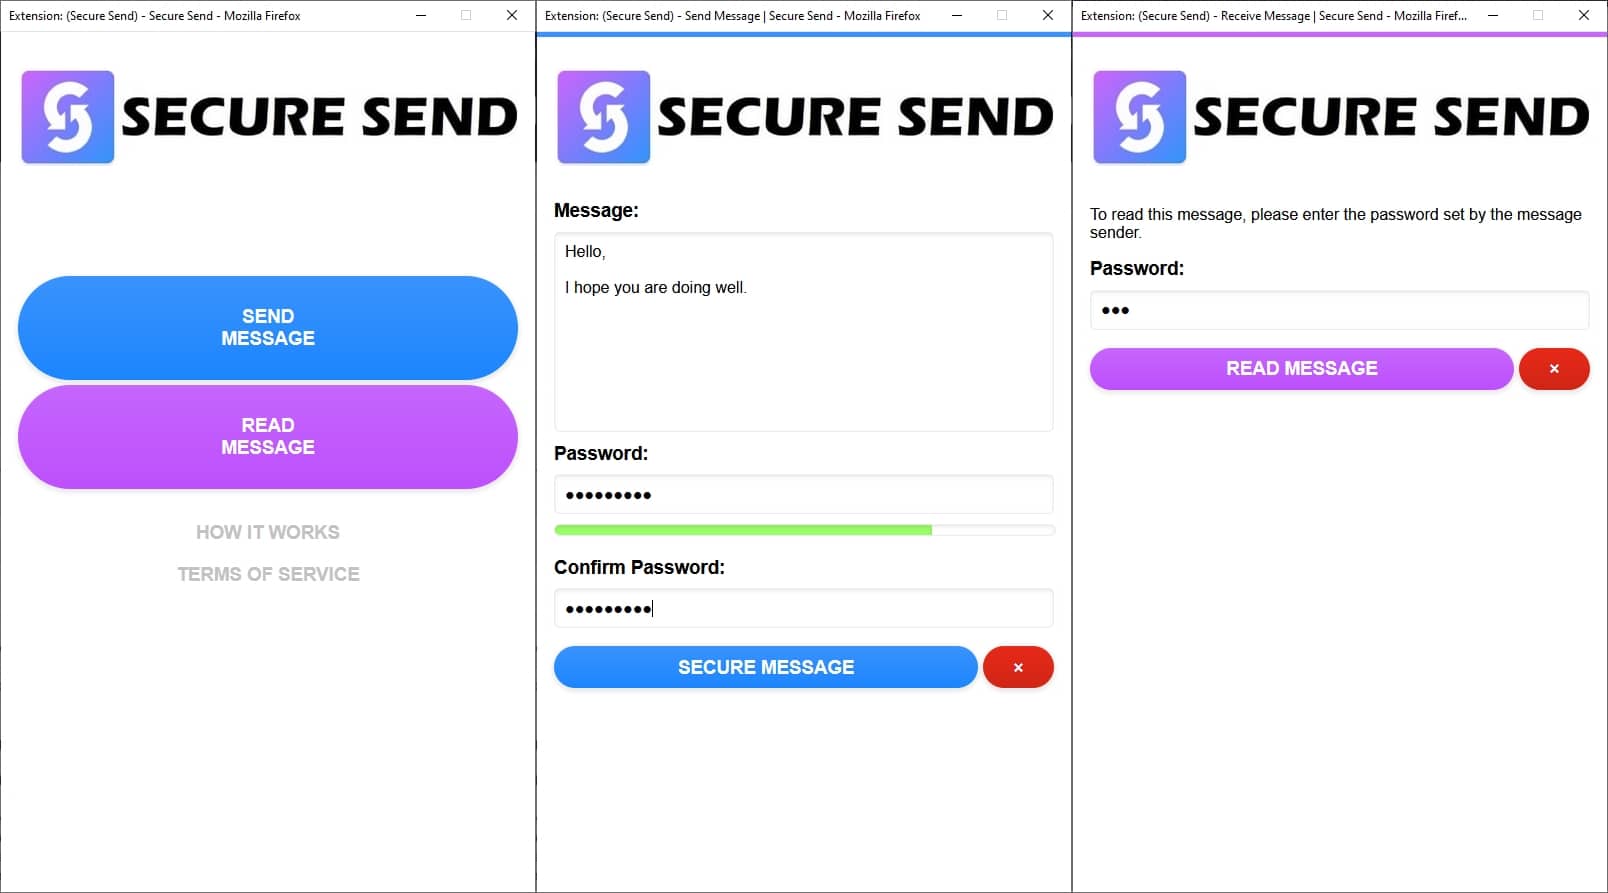 Extension: (Secure Send) - Secure Send - Mozilla Firefox
SECURE SEND
SEND
MESSAGE
READ
MESSAGE
HOW IT WORKS
TERMS OF SERVICE
Extension: (Secure Send) - Send Message | Secure Send - Mozilla Firefox
SECURE SEND
Message:
Hello,
I hope you are doing well.
Password:
●●●●●●●●●
Confirm Password:
●●●●●●●●●
SECURE MESSAGE
×
Extension: (Secure Send) - Receive Message | Secure Send - Mozilla Firef...
SECURE SEND
To read this message, please enter the password set by the message
sender.
Password:
●●●
READ MESSAGE
×